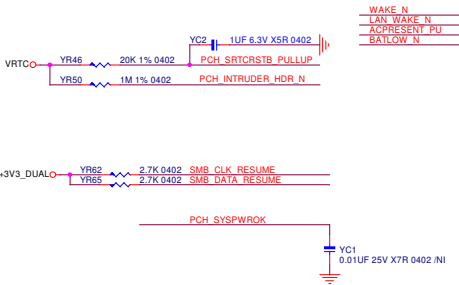 WAKE_N
LAN_WAKE_N
ACPRESENT_PU
BATLOW_N
YC2 1UF 6.3V X5R 0402
VRTC YR46 20K 1% 0402 PCH_SRTCRSTB_PULLUP
YR50 1M 1% 0402 PCH_INTRUDER_HDR_N
+3V3_DUAL YR62 2.7K 0402 SMB_CLK_RESUME
YR65 2.7K 0402 SMB_DATA_RESUME
PCH_SYSPWROK
YC1
0.01UF 25V X7R 0402 /NI